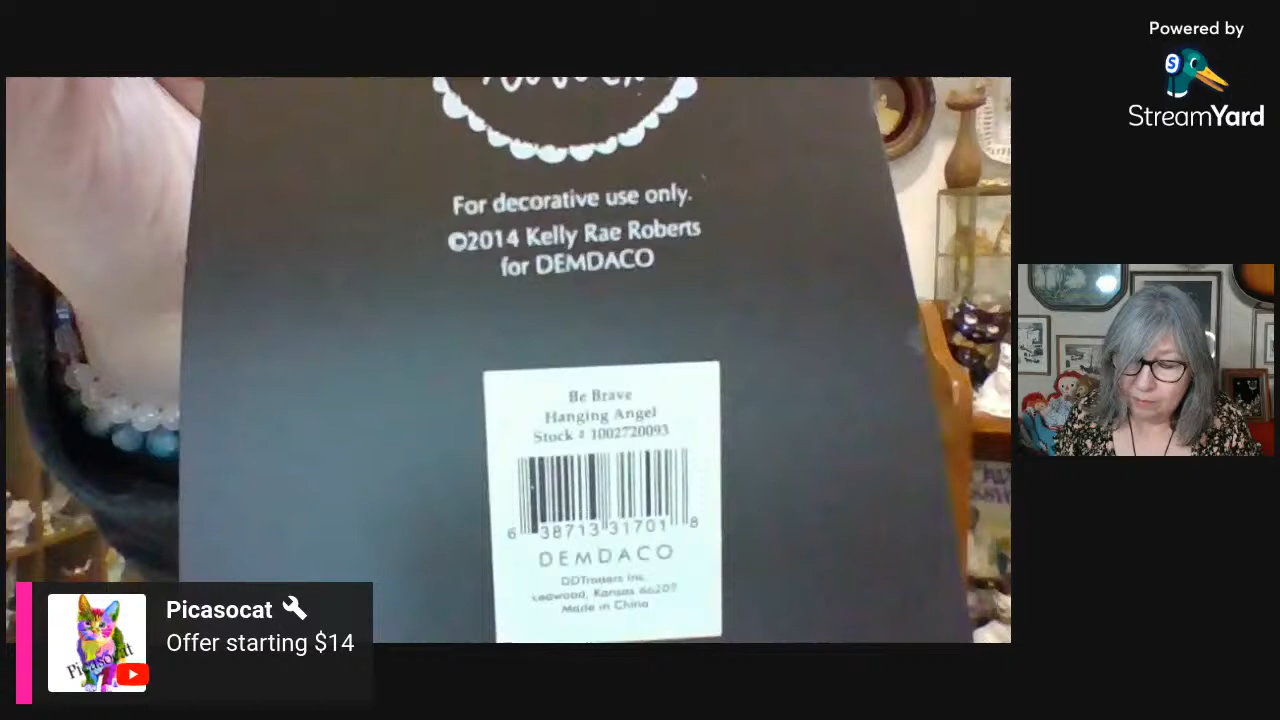 Powered by
StreamYard
For decorative use only.
©2014 Kelly Rae Roberts
for DEMDACO
Be Brave
Hanging Angel
Stock # 1002720093
6 38713 31701 8
DEMDACO
DDTraders Inc.
Leawood, Kansas 66209
Made in China
Picasocat
Offer starting $14
Picasocat